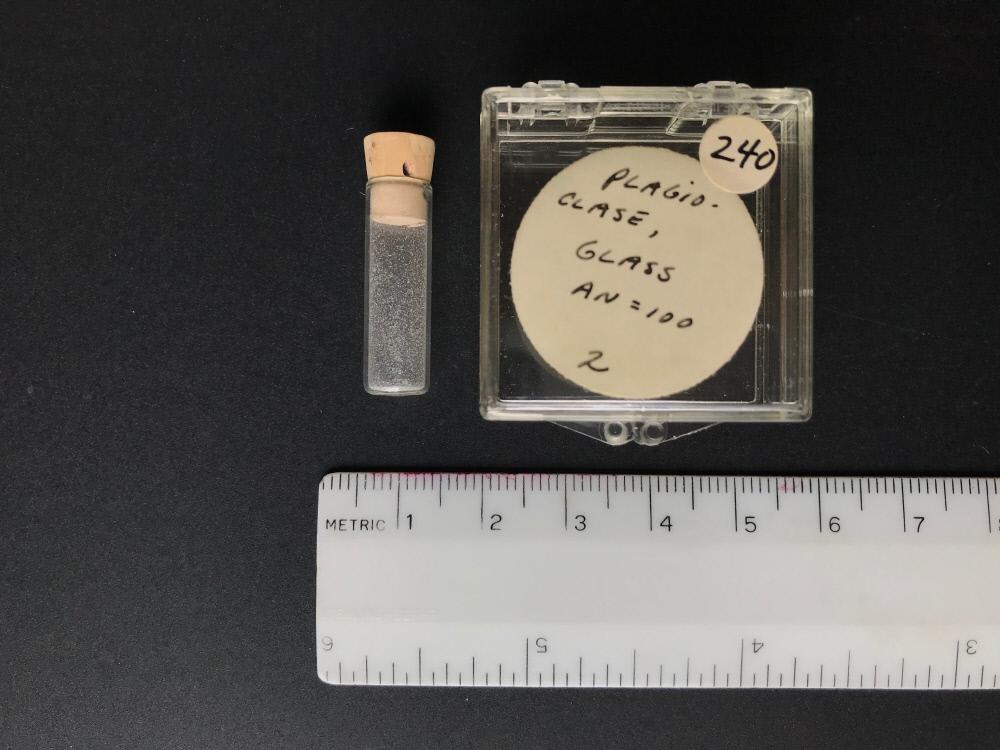 240
PLAGIO-
CLASE,
GLASS
AN = 100
2
METRIC 1 2 3 4 5 6 7 8
6 5 4 3